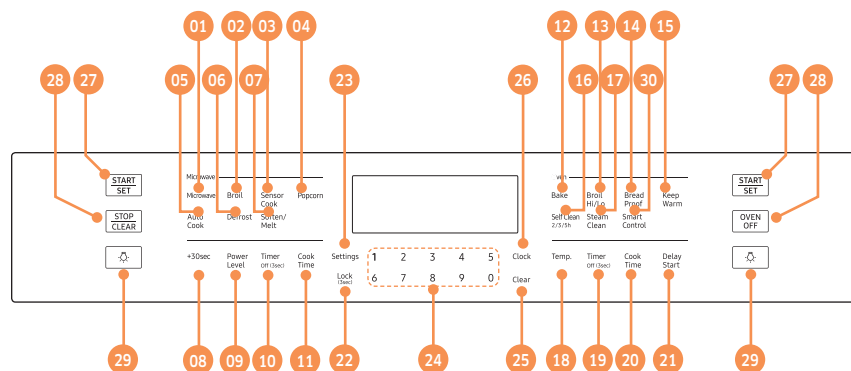 01 02 03 04 12 13 14 15
28 27 05 06 07 23 26 16 17 30 27 28
Microwave ven
START
SET
Microwave Broil Sensor
Cook Popcorn
Bake Broil
Hi/Lo Bread
Proof Keep
Warm
START
SET
STOP
CLEAR
Auto
Cook Defrost Soften/
Melt
Self Clean
2/3/5h Steam
Clean Smart
Control
OVEN
OFF
+30sec Power
Level Timer
Off (3sec) Cook
Time
Settings 1 2 3 4 5 Clock
Lock
(3sec) 6 7 8 9 0 Clear
Temp. Timer
Off (3sec) Cook
Time Delay
Start
29 08 09 10 11 22 24 25 18 19 20 21 29